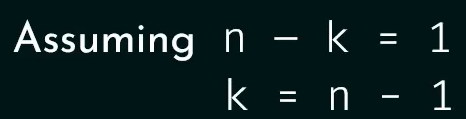 Assuming n − k = 1
k = n - 1